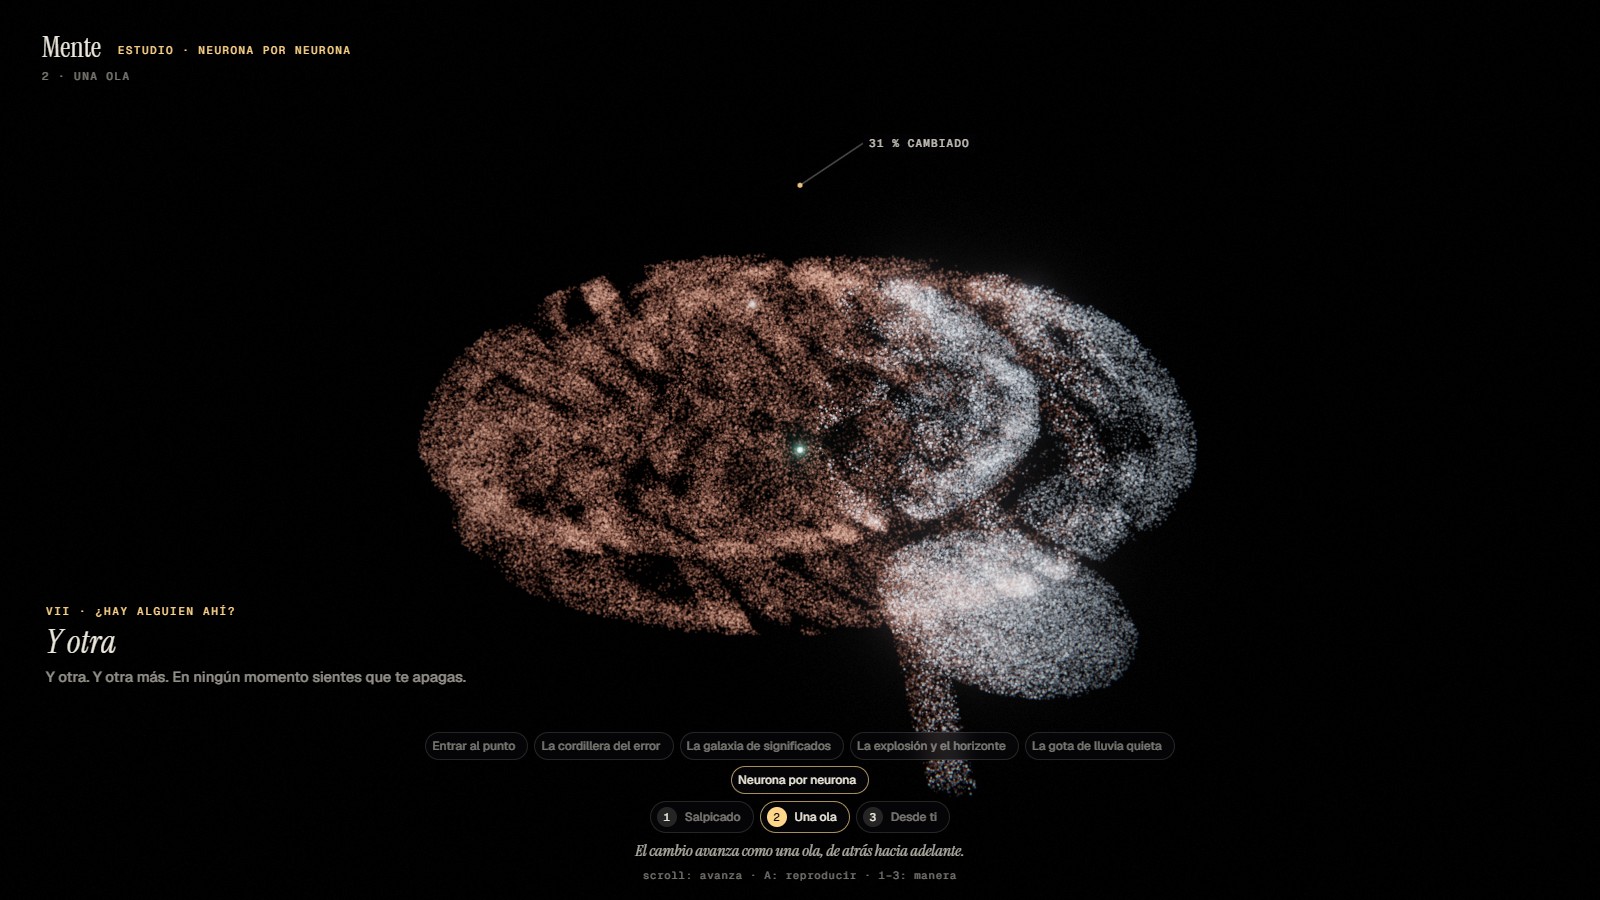 Mente ESTUDIO · NEURONA POR NEURONA
2 · UNA OLA
31 % CAMBIADO
VII · ¿HAY ALGUIEN AHÍ?
Y otra
Y otra. Y otra más. En ningún momento sientes que te apagas.
Entrar al punto La cordillera del error La galaxia de significados La explosión y el horizonte La gota de lluvia quieta
Neurona por neurona
1 Salpicado 2 Una ola 3 Desde ti
El cambio avanza como una ola, de atrás hacia adelante.
scroll: avanza · A: reproducir · 1–3: manera